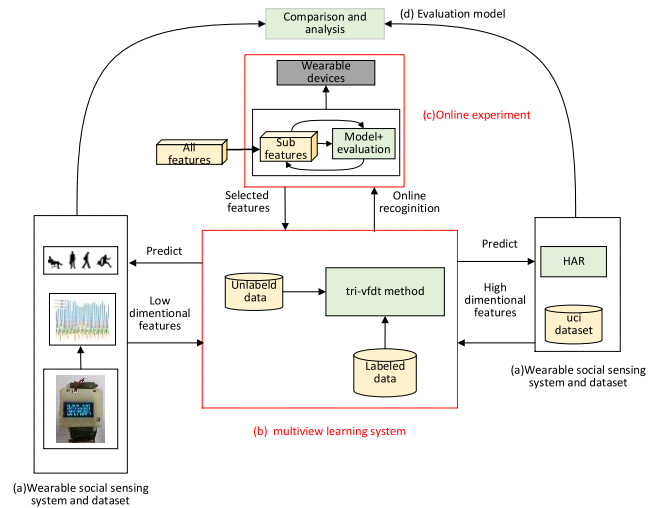 (d) Evaluation model
Comparison and
analysis
Wearable
devices
(c)Online experiment
All
features
Sub
features
Model+
evaluation
Selected
features
Online
recoginition
Predict
Predict
HAR
Unlabeld
data
tri-vfdt method
Low
dimentional
features
High
dimentional
features
uci
dataset
Labeled
data
(a)Wearable social sensing
system and dataset
(b) multiview learning system
(a)Wearable social sensing
system and dataset